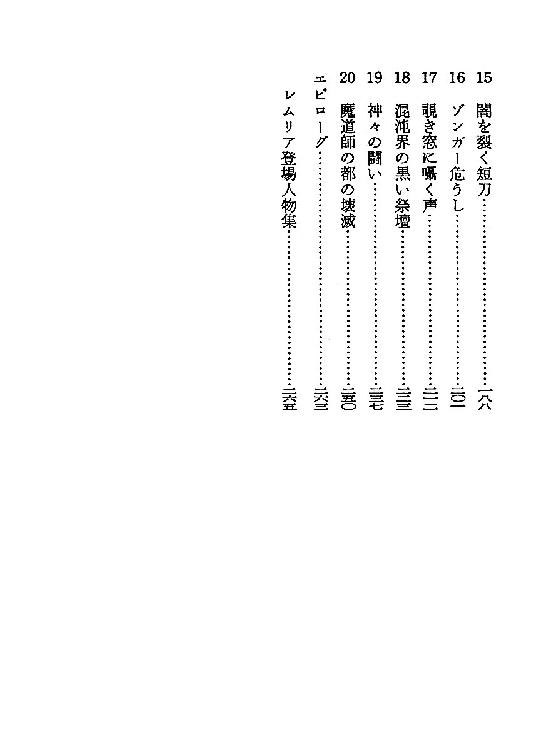 15 闇を裂く短刀……………………一八八
16 ゾンガー危うし……………………二〇一
17 覗き窓に囁く声……………………二一二
18 混沌界の黒い祭壇……………………二二三
19 神々の闘い……………………二三七
20 魔道師の都の壊滅……………………二五〇
エピローグ……………………二六三
レムリア登場人物集……………………二六五